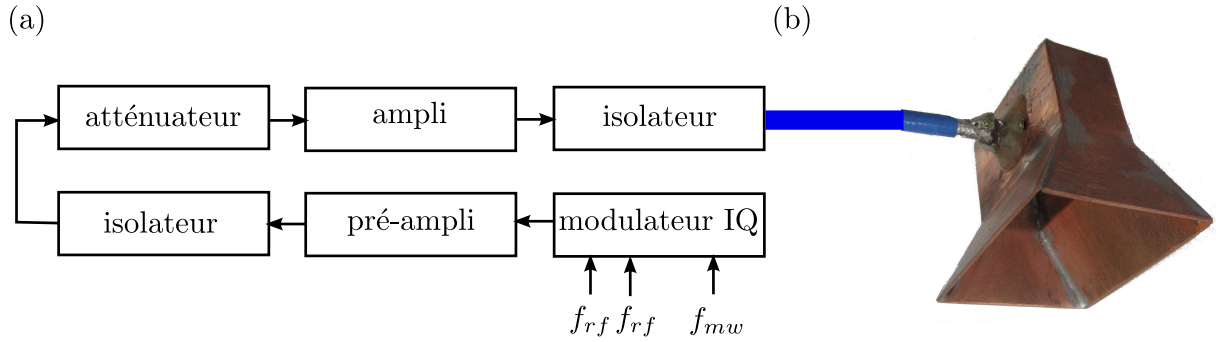 (a)
(b)
atténuateur
ampli
isolateur
isolateur
pré-ampli
modulateur IQ
f_{rf} f_{rf} f_{mw}